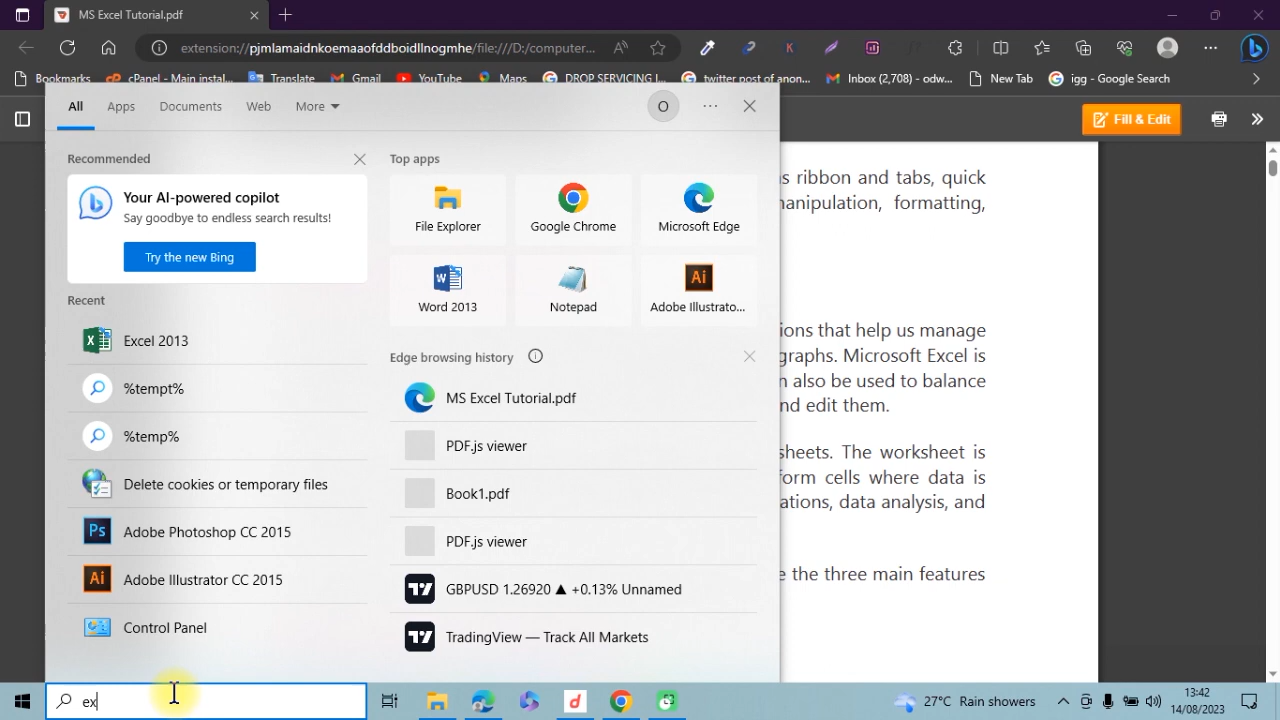 MS Excel Tutorial.pdf
extension://pjmlamaidnkoemaaofddboidllnogmhe/file:///D:/computer...
Bookmarks
cPanel - Main instal...
Translate
Gmail
YouTube
Maps
DROP SERVICING I...
twitter post of anon...
Inbox (2,708) - odw...
New Tab
igg - Google Search
All
Apps
Documents
Web
More
O
Fill & Edit
Recommended
Your AI-powered copilot
Say goodbye to endless search results!
Try the new Bing
Recent
Excel 2013
%tempt%
%temp%
Delete cookies or temporary files
Ps Adobe Photoshop CC 2015
Ai Adobe Illustrator CC 2015
Control Panel
Top apps
File Explorer
Google Chrome
Microsoft Edge
Word 2013
Notepad
Ai
Adobe Illustrato...
Edge browsing history
MS Excel Tutorial.pdf
PDF.js viewer
Book1.pdf
PDF.js viewer
GBPUSD 1.26920 ▲ +0.13% Unnamed
TradingView — Track All Markets
s ribbon and tabs, quick
nanipulation, formatting,
ions that help us manage
graphs. Microsoft Excel is
n also be used to balance
nd edit them.
sheets. The worksheet is
orm cells where data is
ations, data analysis, and
e the three main features
ex
27°C Rain showers
13:42
14/08/2023